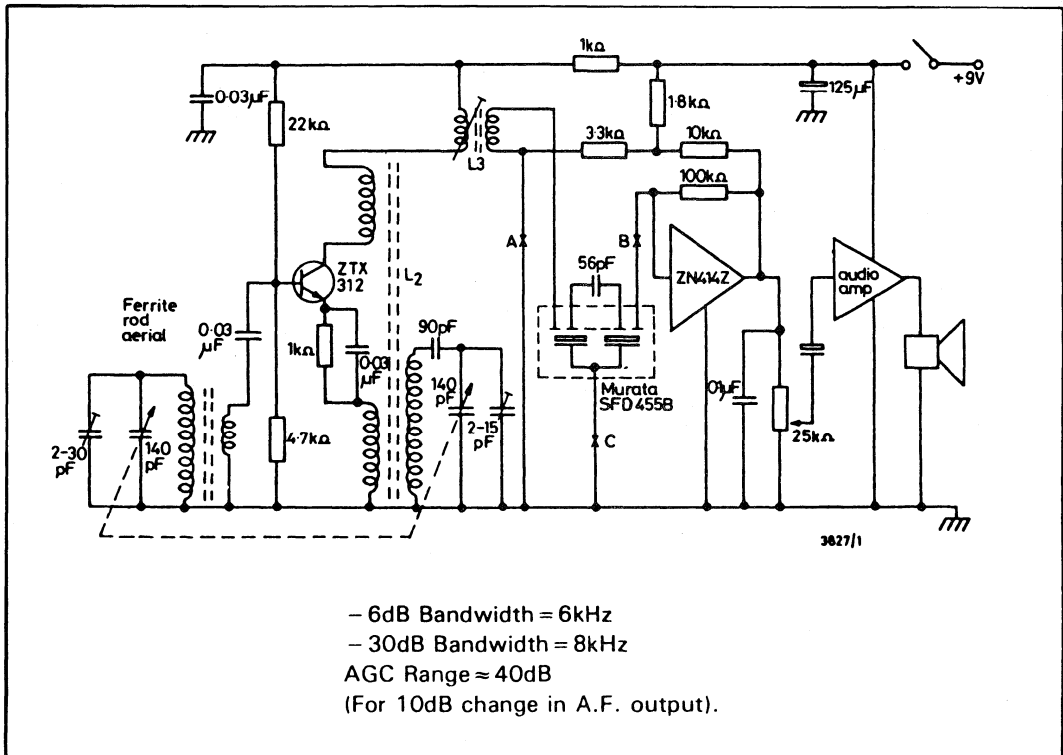 1kΩ
+9V
0·03μF
125μF
22kΩ
1·8kΩ
L3
3·3kΩ
10kΩ
100kΩ
A
B
ZTX
312
L2
56pF
ZN414Z
audio
amp
Ferrite
rod
aerial
0·03
μF
1kΩ
0·03
μF
90pF
140
pF
2-15
pF
Murata
SFD455B
·01μF
C
25kΩ
2-30
pF
140
pF
4·7kΩ
3827/1
– 6dB Bandwidth = 6kHz
– 30dB Bandwidth = 8kHz
AGC Range ≈ 40dB
(For 10dB change in A.F. output).